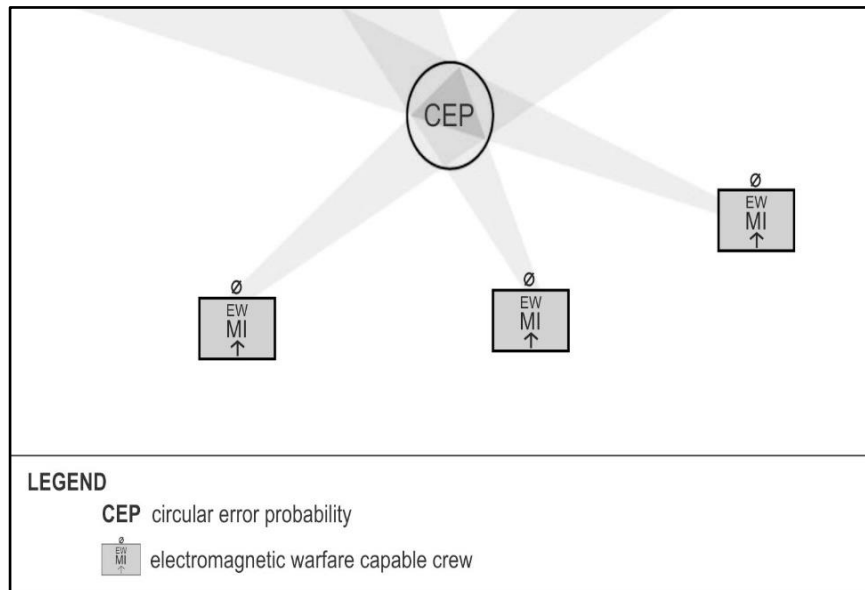 CEP
Ø
EW
MI
↑
Ø
EW
MI
↑
Ø
EW
MI
↑
LEGEND
CEP circular error probability
Ø
EW
MI
↑
electromagnetic warfare capable crew